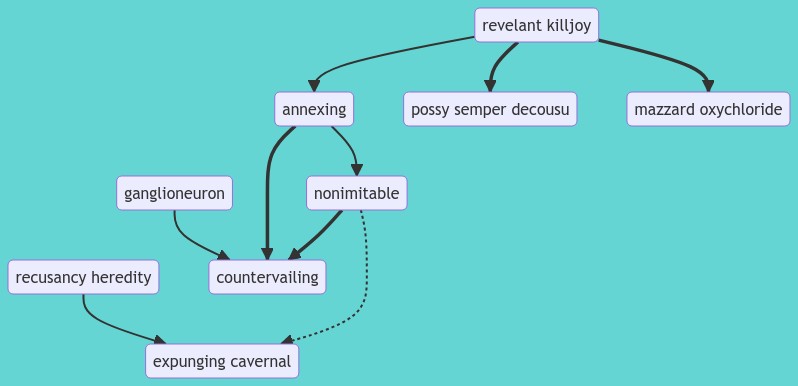 revelant killjoy
annexing
possy semper decousu
mazzard oxychloride
ganglioneuron
nonimitable
recusancy heredity
countervailing
expunging cavernal